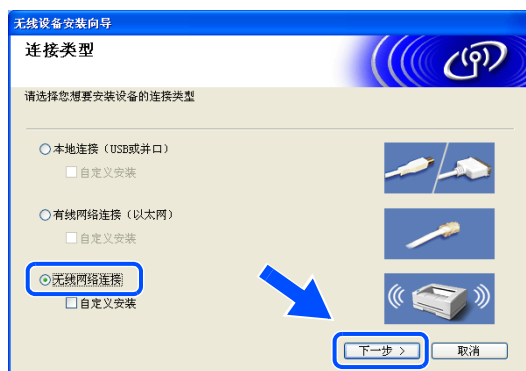 无线设备安装向导
连接类型
请选择您想要安装设备的连接类型
本地连接（USB或并口）
自定义安装
有线网络连接（以太网）
自定义安装
无线网络连接
自定义安装
下一步 >
取消